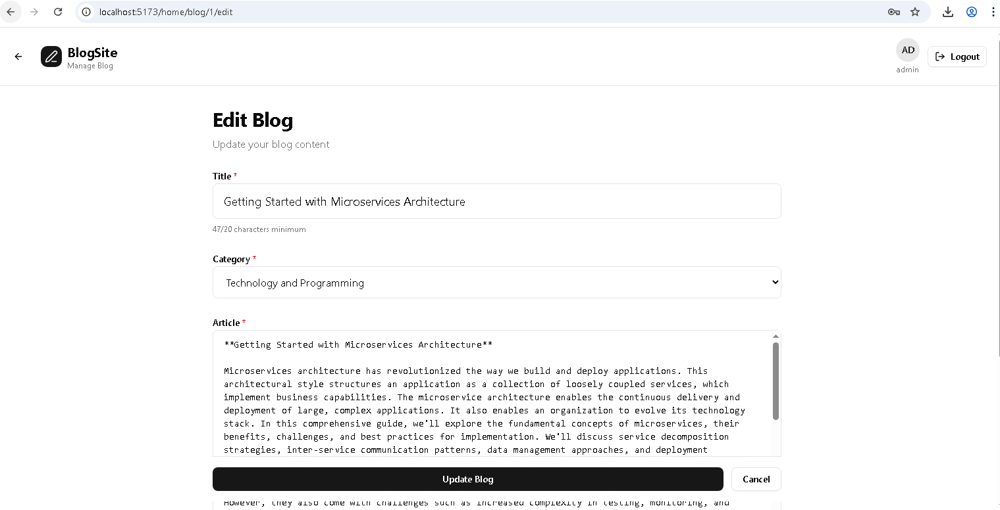 localhost:5173/home/blog/1/edit
BlogSite
Manage Blog
AD
admin
Logout
Edit Blog
Update your blog content
Title *
Getting Started with Microservices Architecture
47/20 characters minimum
Category *
Technology and Programming
Article *
**Getting Started with Microservices Architecture**
Microservices architecture has revolutionized the way we build and deploy applications. This
architectural style structures an application as a collection of loosely coupled services, which
implement business capabilities. The microservice architecture enables the continuous delivery and
deployment of large, complex applications. It also enables an organization to evolve its technology
stack. In this comprehensive guide, we'll explore the fundamental concepts of microservices, their
benefits, challenges, and best practices for implementation. We'll discuss service decomposition
strategies, inter-service communication patterns, data management approaches, and deployment
Update Blog
Cancel
However, they also come with challenges such as increased complexity in testing, monitoring, and